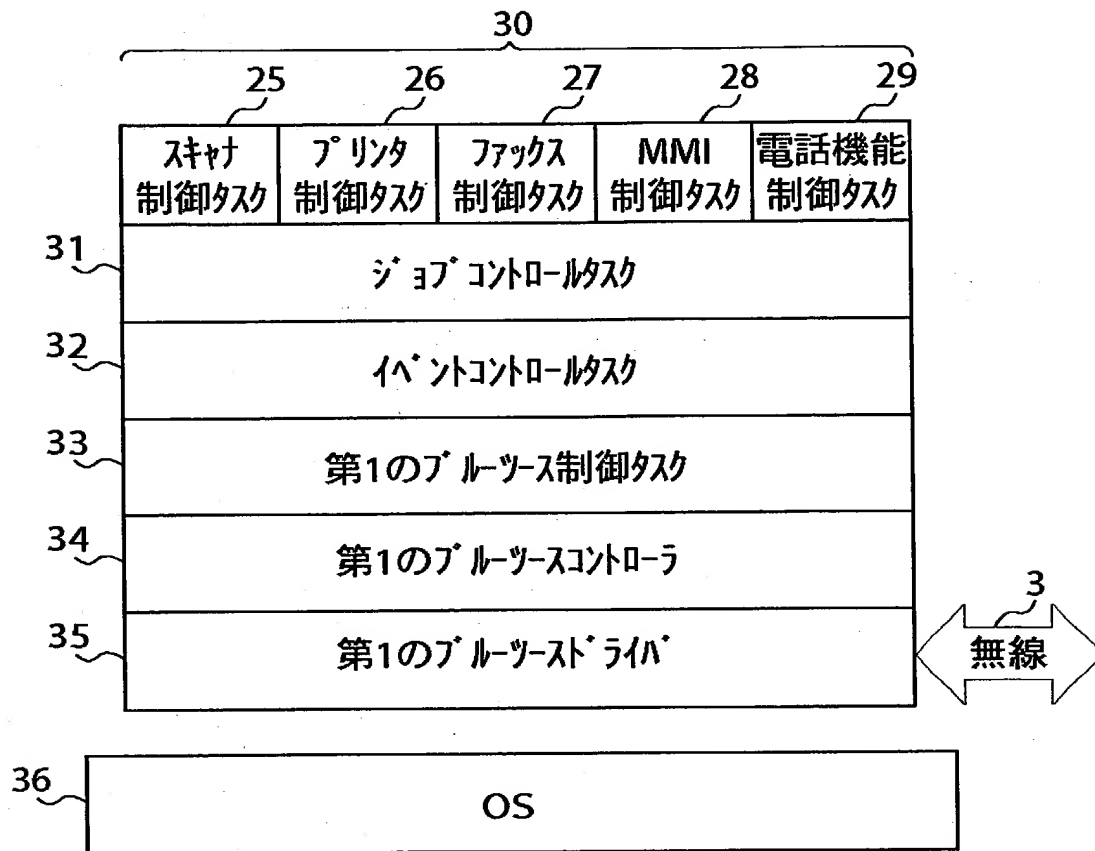 30
25
26
27
28
29
ｽｷｬﾅ
制御ﾀｽｸ
ﾌﾟﾘﾝﾀ
制御ﾀｽｸ
ﾌｧｯｸｽ
制御ﾀｽｸ
MMI
制御ﾀｽｸ
電話機能
制御ﾀｽｸ
31
ｼﾞｮﾌﾞｺﾝﾄﾛｰﾙﾀｽｸ
32
ｲﾍﾞﾝﾄｺﾝﾄﾛｰﾙﾀｽｸ
33
第1のﾌﾞﾙｰﾂｰｽ制御ﾀｽｸ
34
第1のﾌﾞﾙｰﾂｰｽｺﾝﾄﾛｰﾗ
35
第1のﾌﾞﾙｰﾂｰｽﾄﾞﾗｲﾊﾞ
3
無線
36
OS